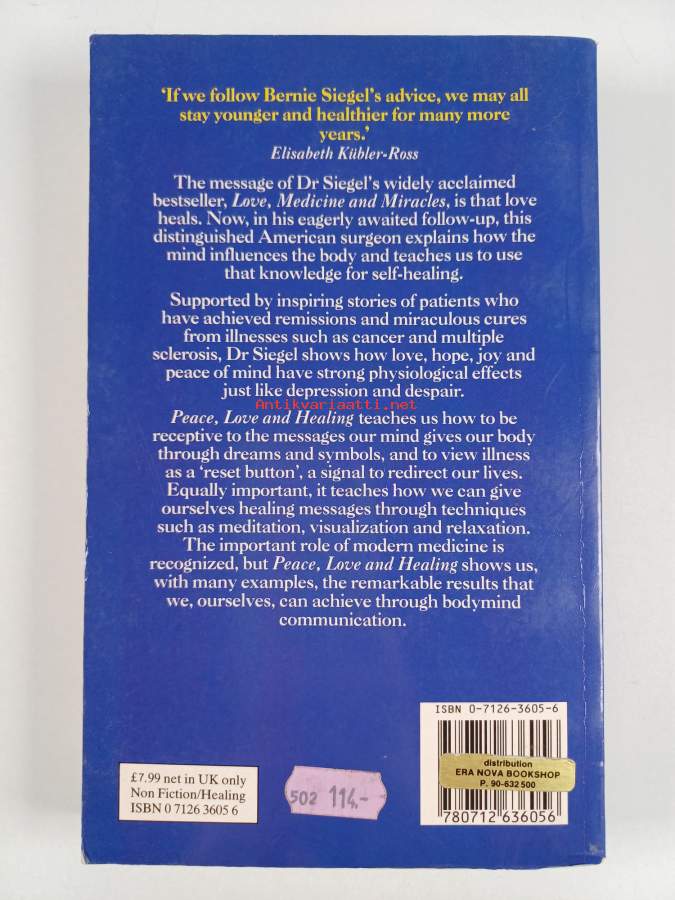 ‘If we follow Bernie Siegel’s advice, we may all
stay younger and healthier for many more
years.’
Elisabeth Kübler-Ross
The message of Dr Siegel’s widely acclaimed
bestseller, Love, Medicine and Miracles, is that love
heals. Now, in his eagerly awaited follow-up, this
distinguished American surgeon explains how the
mind influences the body and teaches us to use
that knowledge for self-healing.
Supported by inspiring stories of patients who
have achieved remissions and miraculous cures
from illnesses such as cancer and multiple
sclerosis, Dr Siegel shows how love, hope, joy and
peace of mind have strong physiological effects
just like depression and despair.
Antikvariaatti.net
Peace, Love and Healing teaches us how to be
receptive to the messages our mind gives our body
through dreams and symbols, and to view illness
as a ‘reset button’, a signal to redirect our lives.
Equally important, it teaches how we can give
ourselves healing messages through techniques
such as meditation, visualization and relaxation.
The important role of modern medicine is
recognized, but Peace, Love and Healing shows us,
with many examples, the remarkable results that
we, ourselves, can achieve through bodymind
communication.
ISBN 0-7126-3605-6
distribution
ERA NOVA BOOKSHOP
P. 90-632 500
780712 636056
£7.99 net in UK only
Non Fiction/Healing
ISBN 0 7126 3605 6
502 114.-